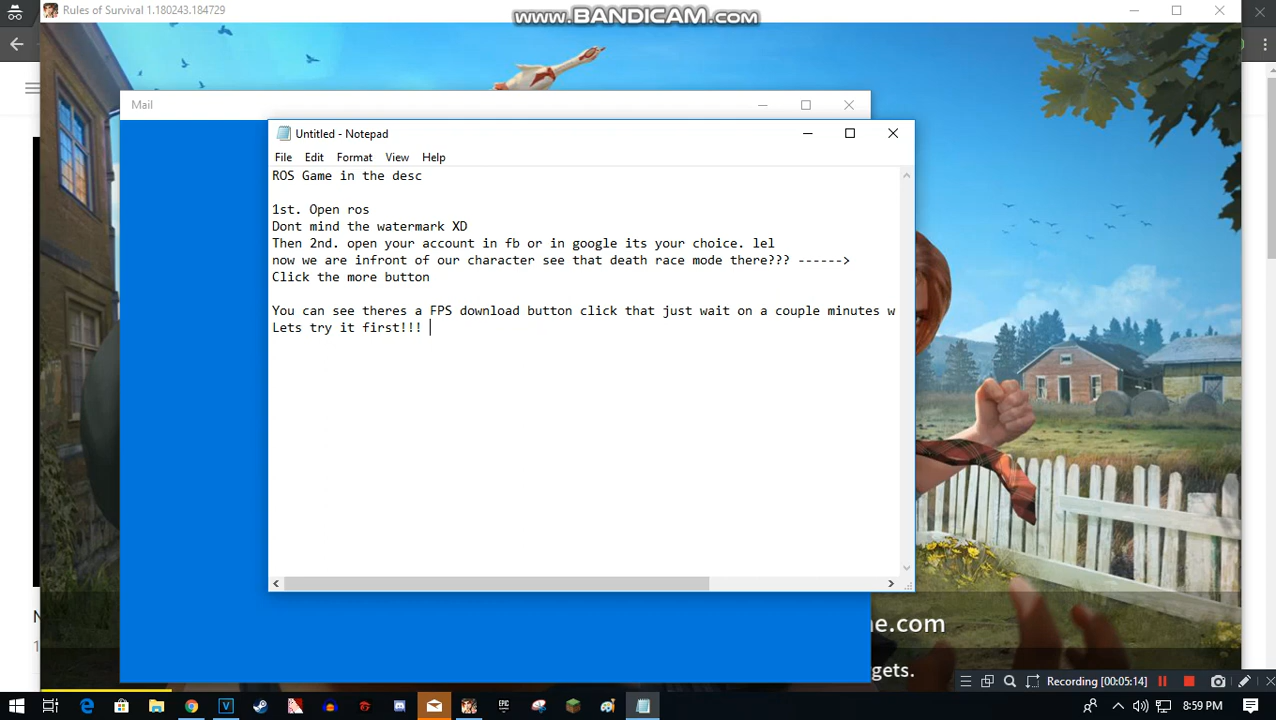 Rules of Survival 1.180243.184729
www.BANDICAM.com
Mail
Untitled - Notepad
File Edit Format View Help
ROS Game in the desc
1st. Open ros
Dont mind the watermark XD
Then 2nd. open your account in fb or in google its your choice. lel
now we are infront of our character see that death race mode there??? ------>
Click the more button
You can see theres a FPS download button click that just wait on a couple minutes w
Lets try it first!!!
ne.com
gets.
N
1
Recording [00:05:14]
V
EPIC
8:59 PM